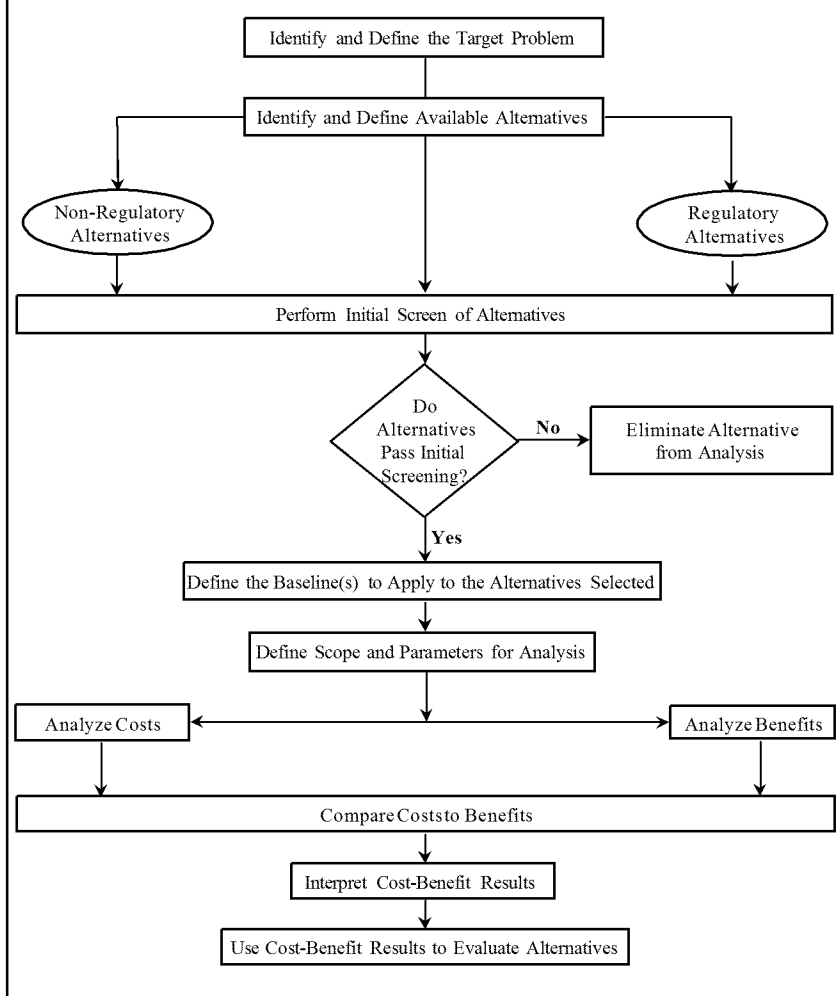 Identify and Define the Target Problem
Identify and Define Available Alternatives
Non-Regulatory
Alternatives
Regulatory
Alternatives
Perform Initial Screen of Alternatives
Do
Alternatives
Pass Initial
Screening?
No
Eliminate Alternative
from Analysis
Yes
Define the Baseline(s) to Apply to the Alternatives Selected
Define Scope and Parameters for Analysis
Analyze Costs
Analyze Benefits
Compare Costs to Benefits
Interpret Cost-Benefit Results
Use Cost-Benefit Results to Evaluate Alternatives